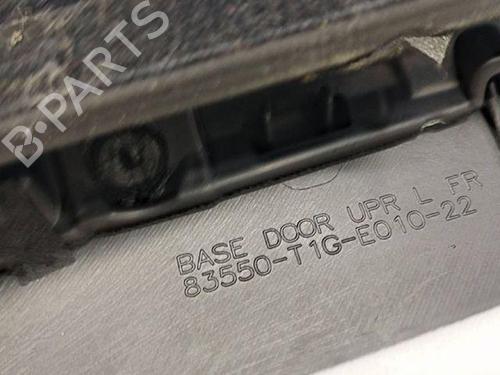 B-PARTS
BASE DOOR UPR L FR
83550-T1G-E010-22